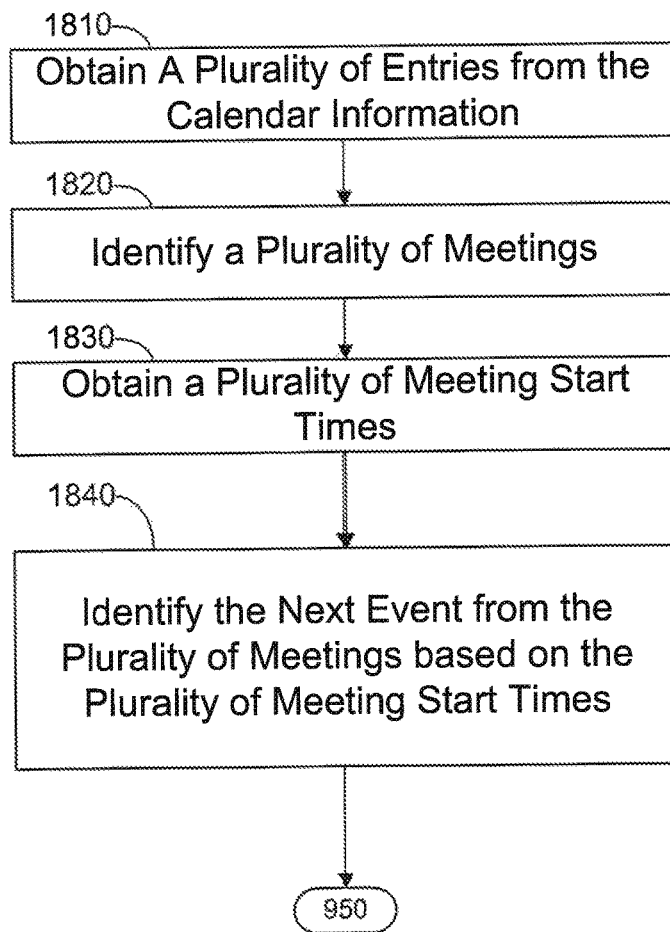 1810
Obtain A Plurality of Entries from the
Calendar Information
1820
Identify a Plurality of Meetings
1830
Obtain a Plurality of Meeting Start
Times
1840
Identify the Next Event from the
Plurality of Meetings based on the
Plurality of Meeting Start Times
950